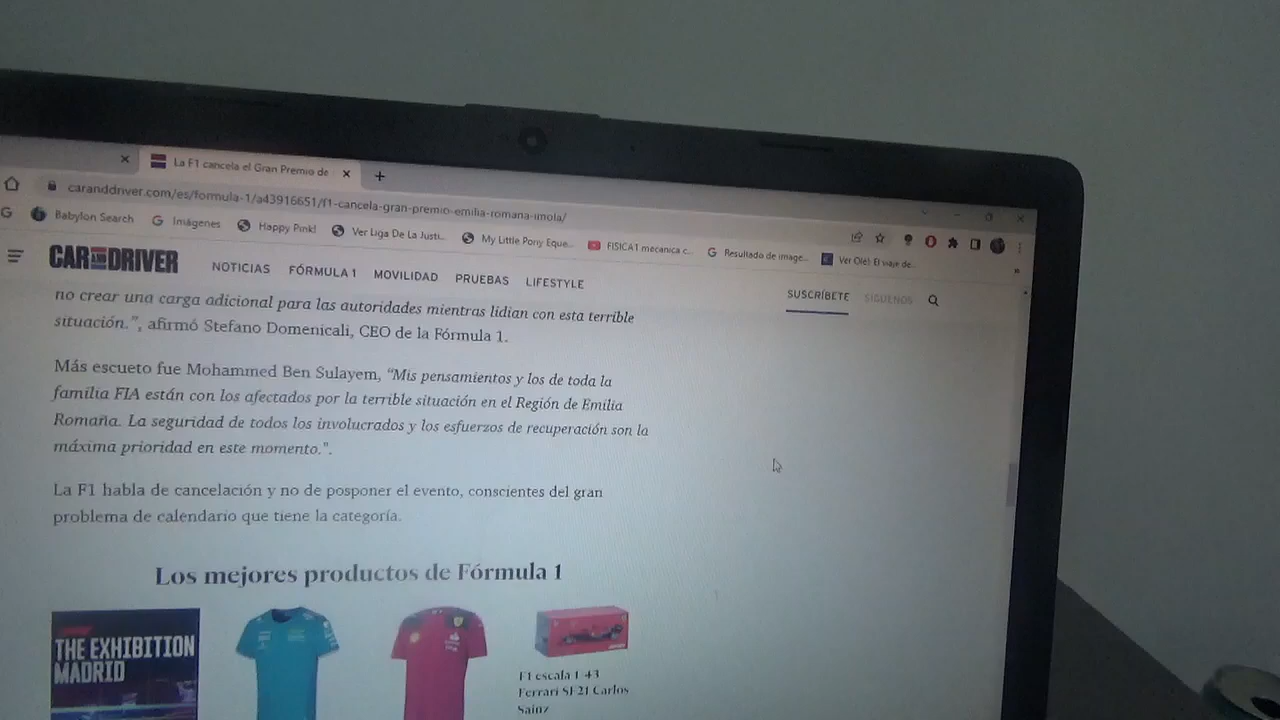 La F1 cancela el Gran Premio de
caranddriver.com/es/formula-1/a43916651/f1-cancela-gran-premio-emilia-romana-imola/
Babylon Search
Imágenes
Happy Pink!
Ver Liga De La Justi...
My Little Pony Eque...
FISICA1 mecanica c...
Resultado de image...
Ver Olé! El viaje de...
CAR AND DRIVER
NOTICIAS FÓRMULA 1 MOVILIDAD PRUEBAS LIFESTYLE
SUSCRÍBETE SÍGUENOS
no crear una carga adicional para las autoridades mientras lidian con esta terrible
situación.”, afirmó Stefano Domenicali, CEO de la Fórmula 1.
Más escueto fue Mohammed Ben Sulayem, “Mis pensamientos y los de toda la
familia FIA están con los afectados por la terrible situación en el Región de Emilia
Romaña. La seguridad de todos los involucrados y los esfuerzos de recuperación son la
máxima prioridad en este momento.”.
La F1 habla de cancelación y no de posponer el evento, conscientes del gran
problema de calendario que tiene la categoría.
Los mejores productos de Fórmula 1
THE EXHIBITION
MADRID
F1 escala 1-43
Ferrari SF21 Carlos
Sainz